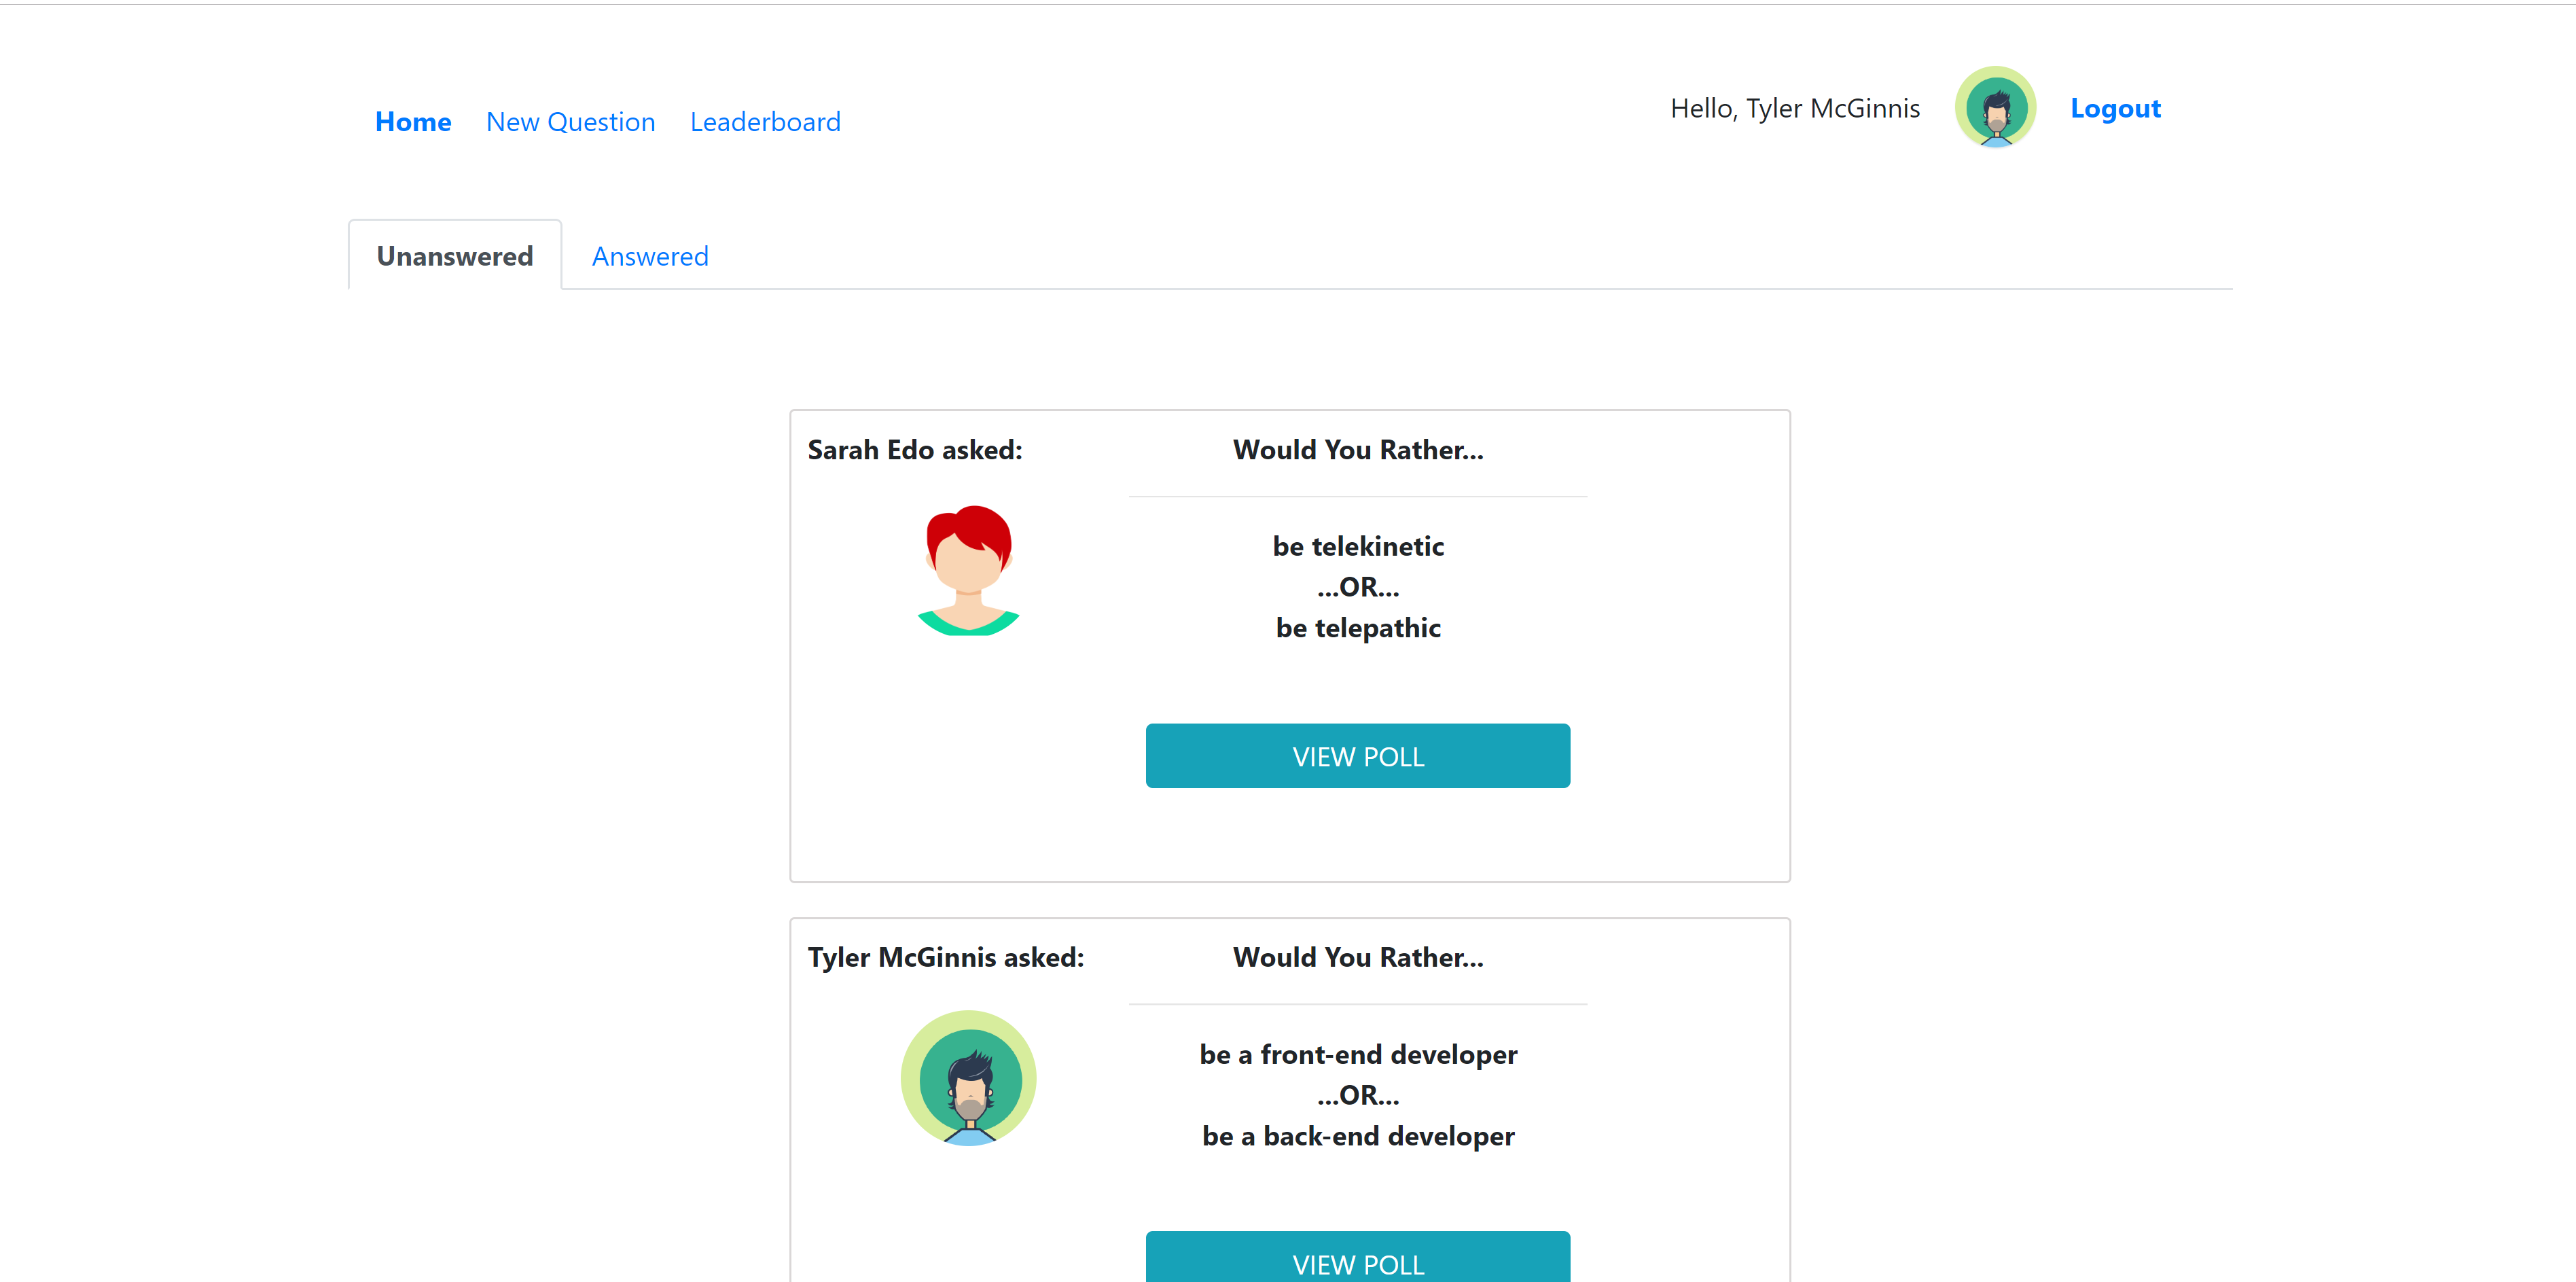 Home New Question Leaderboard Hello, Tyler McGinnis Logout
Unanswered Answered
Sarah Edo asked: Would You Rather...
be telekinetic
...OR...
be telepathic
VIEW POLL
Tyler McGinnis asked: Would You Rather...
be a front-end developer
...OR...
be a back-end developer
VIEW POLL